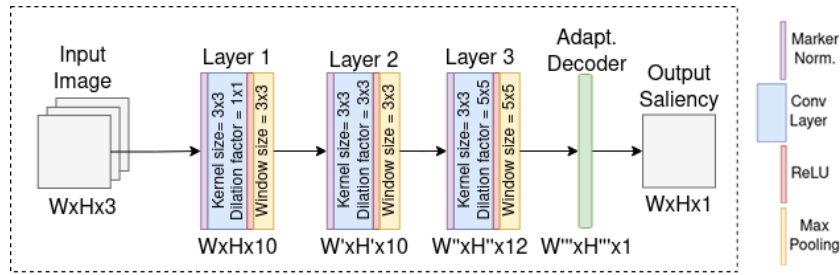 Input
Image
WxHx3
Layer 1
Kernel size= 3x3
Dilation factor = 1x1
Window size = 3x3
WxHx10
Layer 2
Kernel size= 3x3
Dilation factor = 3x3
Window size = 3x3
W'xH'x10
Layer 3
Kernel size= 3x3
Dilation factor = 5x5
Window size = 5x5
W''xH''x12
Adapt.
Decoder
W'''xH'''x1
Output
Saliency
WxHx1
Marker
Norm.
Conv
Layer
ReLU
Max
Pooling